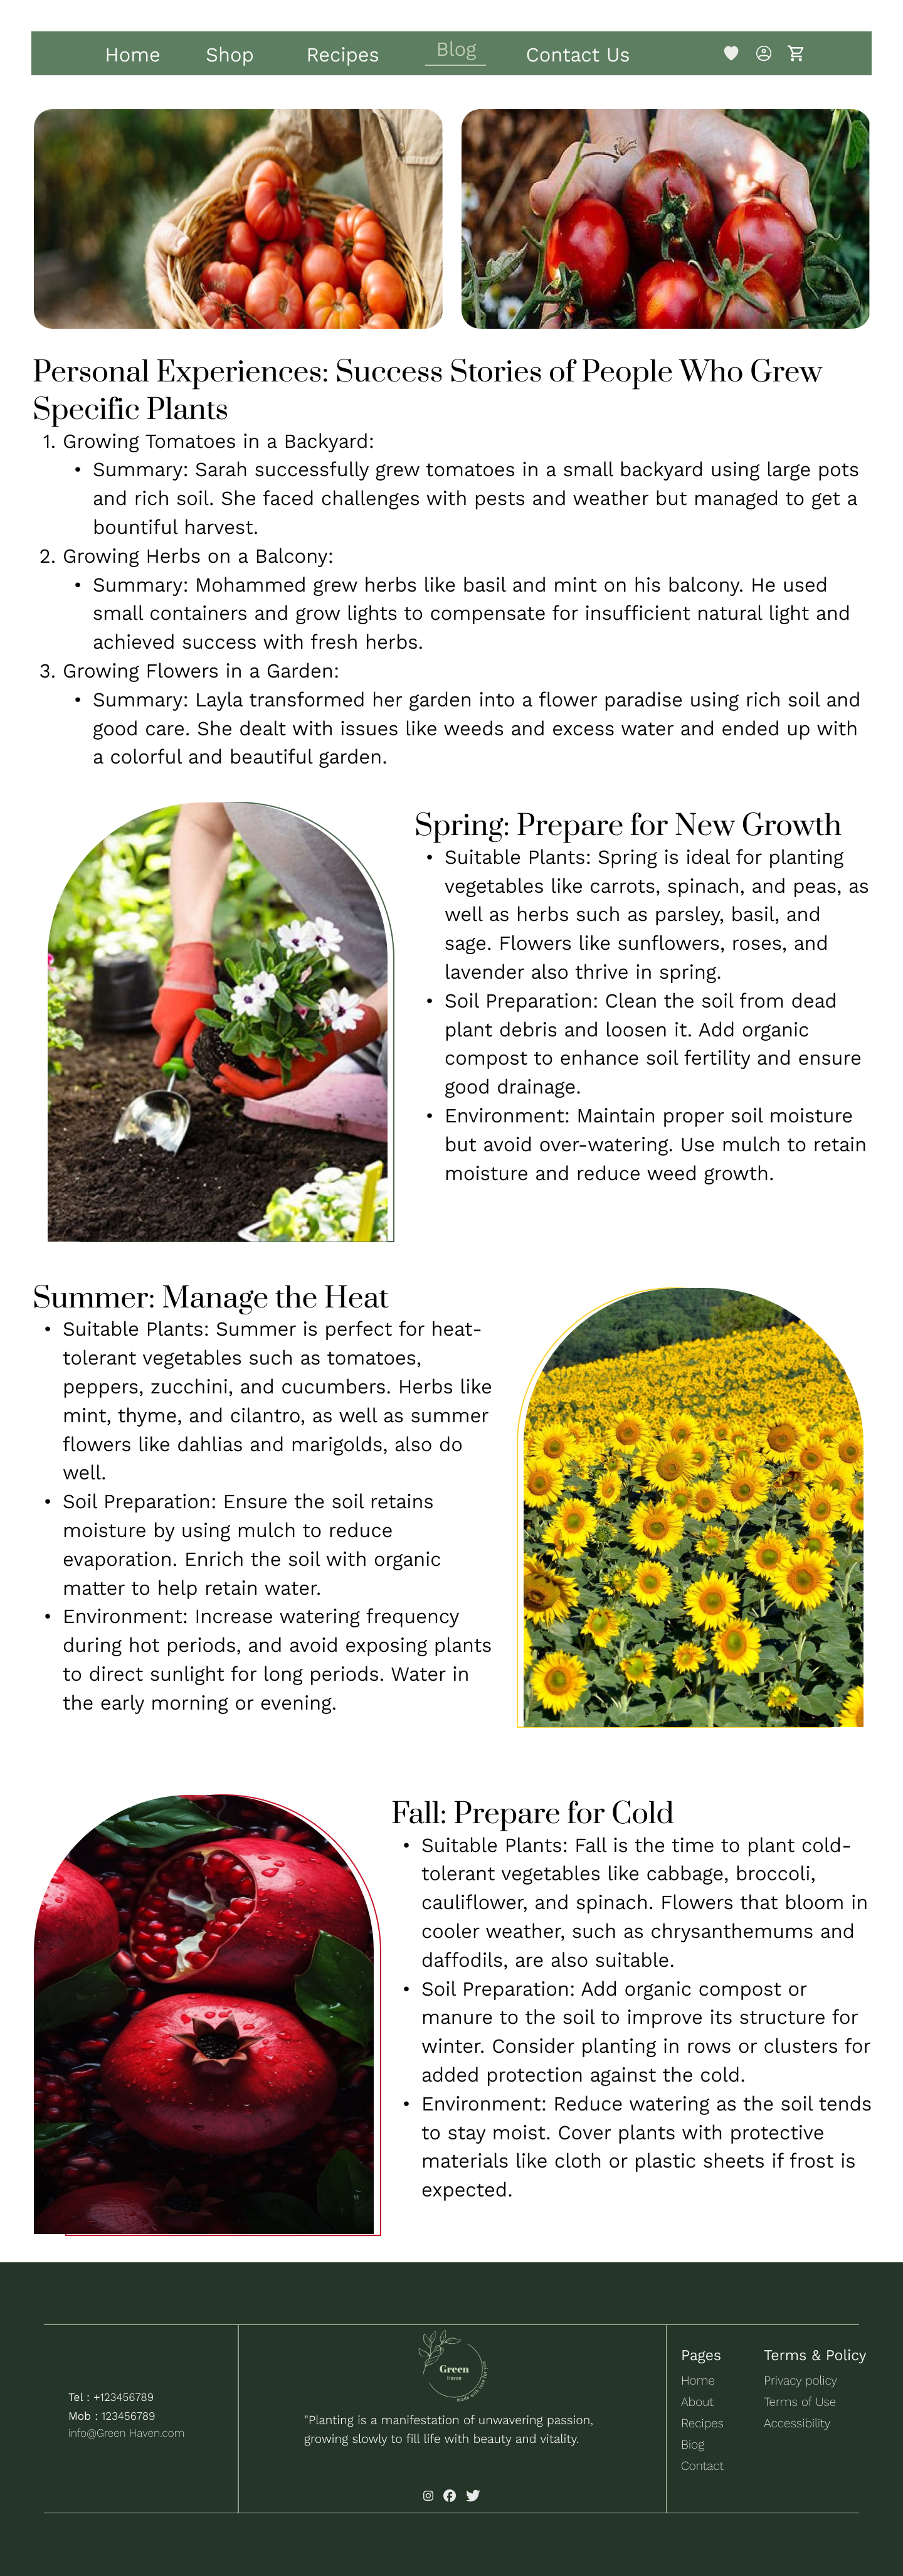 Home Shop Recipes Blog Contact Us
Personal Experiences: Success Stories of People Who Grew
Specific Plants
1. Growing Tomatoes in a Backyard:
• Summary: Sarah successfully grew tomatoes in a small backyard using large pots
and rich soil. She faced challenges with pests and weather but managed to get a
bountiful harvest.
2. Growing Herbs on a Balcony:
• Summary: Mohammed grew herbs like basil and mint on his balcony. He used
small containers and grow lights to compensate for insufficient natural light and
achieved success with fresh herbs.
3. Growing Flowers in a Garden:
• Summary: Layla transformed her garden into a flower paradise using rich soil and
good care. She dealt with issues like weeds and excess water and ended up with
a colorful and beautiful garden.
Spring: Prepare for New Growth
• Suitable Plants: Spring is ideal for planting
vegetables like carrots, spinach, and peas, as
well as herbs such as parsley, basil, and
sage. Flowers like sunflowers, roses, and
lavender also thrive in spring.
• Soil Preparation: Clean the soil from dead
plant debris and loosen it. Add organic
compost to enhance soil fertility and ensure
good drainage.
• Environment: Maintain proper soil moisture
but avoid over-watering. Use mulch to retain
moisture and reduce weed growth.
Summer: Manage the Heat
• Suitable Plants: Summer is perfect for heat-
tolerant vegetables such as tomatoes,
peppers, zucchini, and cucumbers. Herbs like
mint, thyme, and cilantro, as well as summer
flowers like dahlias and marigolds, also do
well.
• Soil Preparation: Ensure the soil retains
moisture by using mulch to reduce
evaporation. Enrich the soil with organic
matter to help retain water.
• Environment: Increase watering frequency
during hot periods, and avoid exposing plants
to direct sunlight for long periods. Water in
the early morning or evening.
Fall: Prepare for Cold
• Suitable Plants: Fall is the time to plant cold-
tolerant vegetables like cabbage, broccoli,
cauliflower, and spinach. Flowers that bloom in
cooler weather, such as chrysanthemums and
daffodils, are also suitable.
• Soil Preparation: Add organic compost or
manure to the soil to improve its structure for
winter. Consider planting in rows or clusters for
added protection against the cold.
• Environment: Reduce watering as the soil tends
to stay moist. Cover plants with protective
materials like cloth or plastic sheets if frost is
expected.
Tel : +123456789
Mob : 123456789
info@Green Haven.com
Green
Havan
Made with love for you
"Planting is a manifestation of unwavering passion,
growing slowly to fill life with beauty and vitality.
Pages
Home
About
Recipes
Blog
Contact
Terms & Policy
Privacy policy
Terms of Use
Accessibility